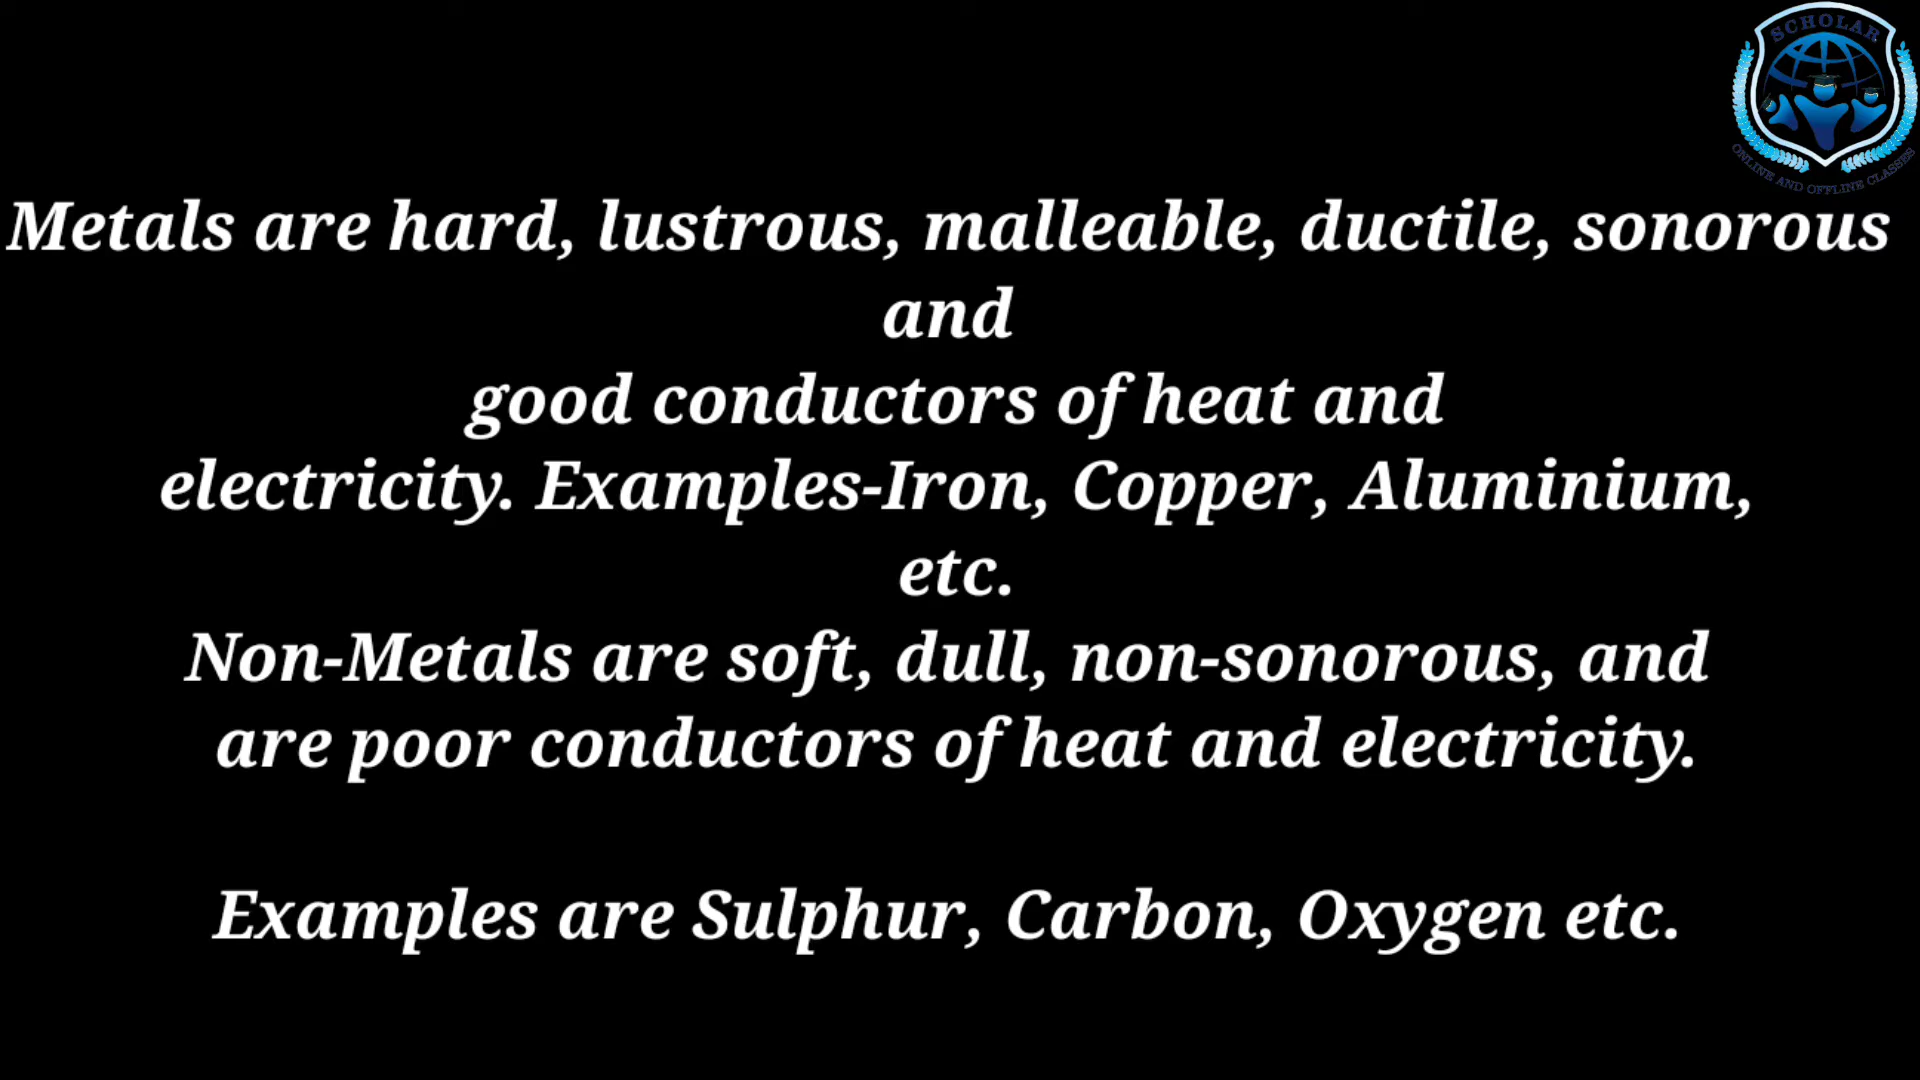 SCHOLAR
ONLINE AND OFFLINE CLASSES
Metals are hard, lustrous, malleable, ductile, sonorous
and
good conductors of heat and
electricity. Examples-Iron, Copper, Aluminium,
etc.
Non-Metals are soft, dull, non-sonorous, and
are poor conductors of heat and electricity.
Examples are Sulphur, Carbon, Oxygen etc.